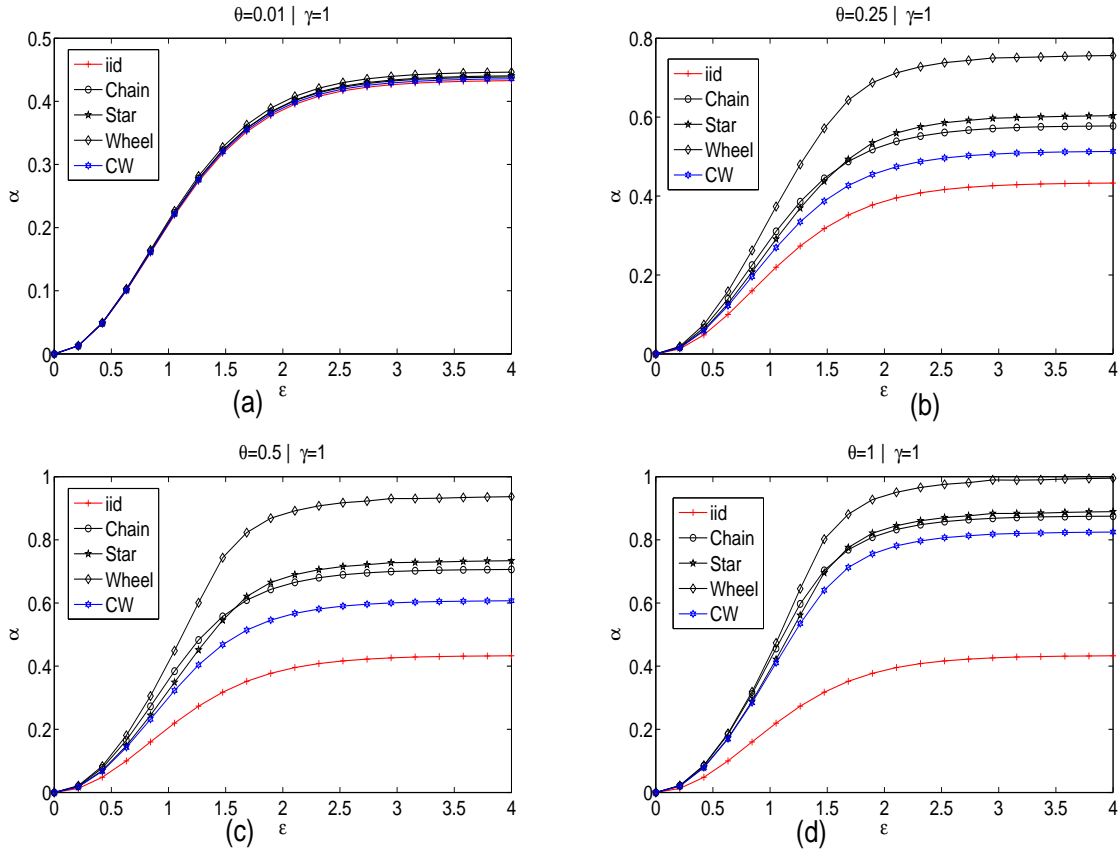 θ=0.01 | γ=1
0.5
0.4
0.3
0.2
0.1
0
α
iid
Chain
Star
Wheel
CW
0 0.5 1 1.5 2 2.5 3 3.5 4
ε
(a)
θ=0.25 | γ=1
0.8
0.6
0.4
0.2
0
α
iid
Chain
Star
Wheel
CW
0 0.5 1 1.5 2 2.5 3 3.5 4
ε
(b)
θ=0.5 | γ=1
1
0.8
0.6
0.4
0.2
0
α
iid
Chain
Star
Wheel
CW
0 0.5 1 1.5 2 2.5 3 3.5 4
ε
(c)
θ=1 | γ=1
1
0.8
0.6
0.4
0.2
0
α
iid
Chain
Star
Wheel
CW
0 0.5 1 1.5 2 2.5 3 3.5 4
ε
(d)